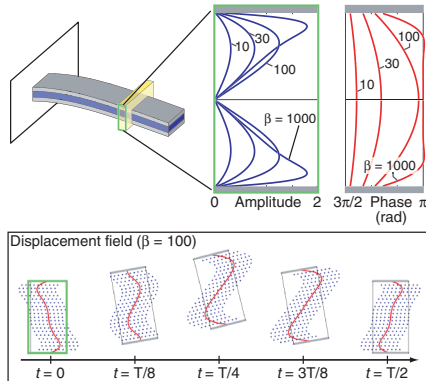 10
30
100
β = 1000
0 Amplitude 2
100
30
10
β = 1000
3π/2 Phase π
(rad)
Displacement field (β = 100)
t = 0 t = T/8 t = T/4 t = 3T/8 t = T/2